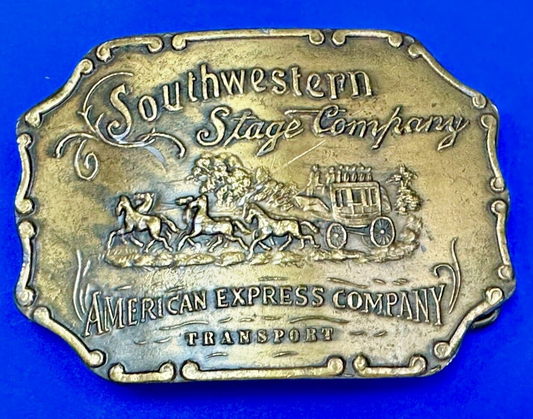 Southwestern
Stage Company
AMERICAN EXPRESS COMPANY
TRANSPORT